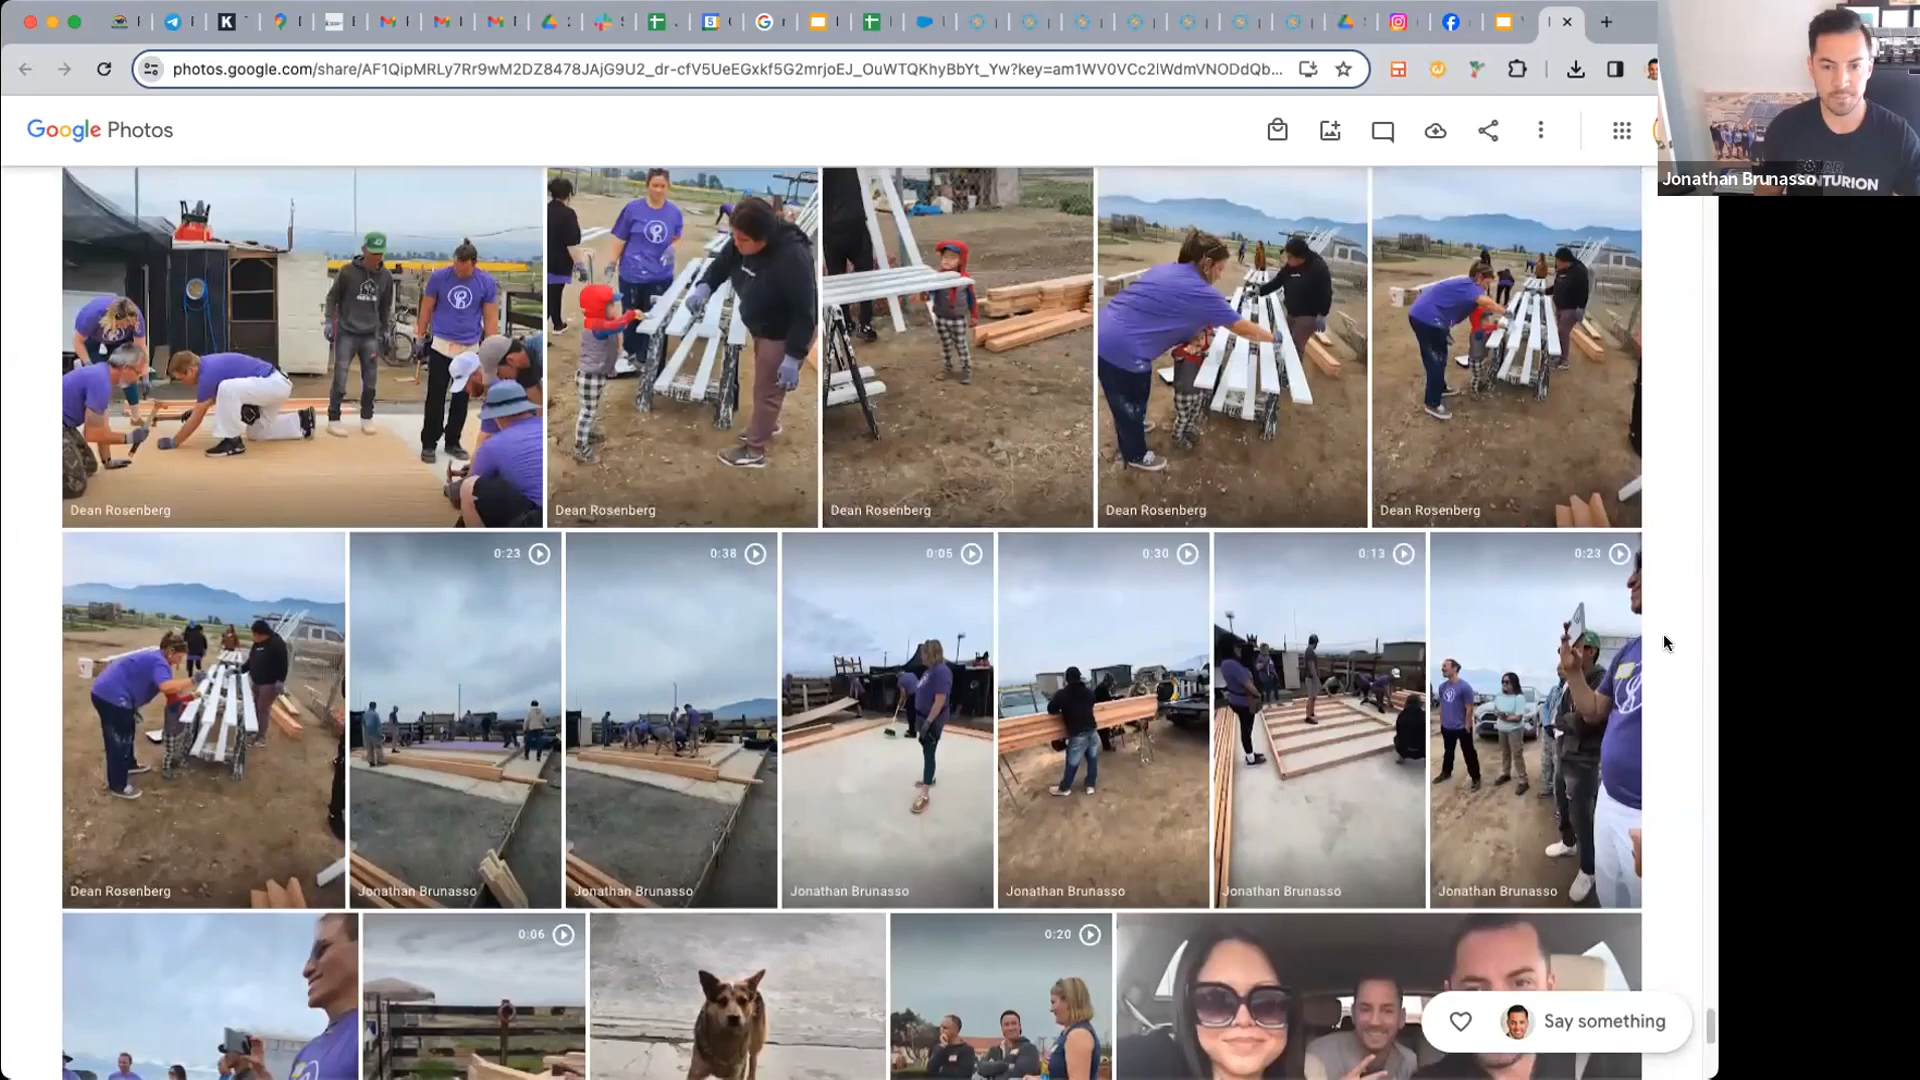 photos.google.com/share/AF1QipMRLy7Rr9wM2DZ8478JAjG9U2_dr-cfV5UeEGxkf5G2mrjoEJ_OuWTQKhyBbYt_Yw?key=am1WV0VCc2lWdmVNODdQb...
Google Photos
Jonathan Brunasso
Dean Rosenberg
Dean Rosenberg
Dean Rosenberg
Dean Rosenberg
Dean Rosenberg
0:23
0:38
0:05
0:30
0:13
0:23
Dean Rosenberg
Jonathan Brunasso
Jonathan Brunasso
Jonathan Brunasso
Jonathan Brunasso
Jonathan Brunasso
Jonathan Brunasso
0:06
0:20
Say something